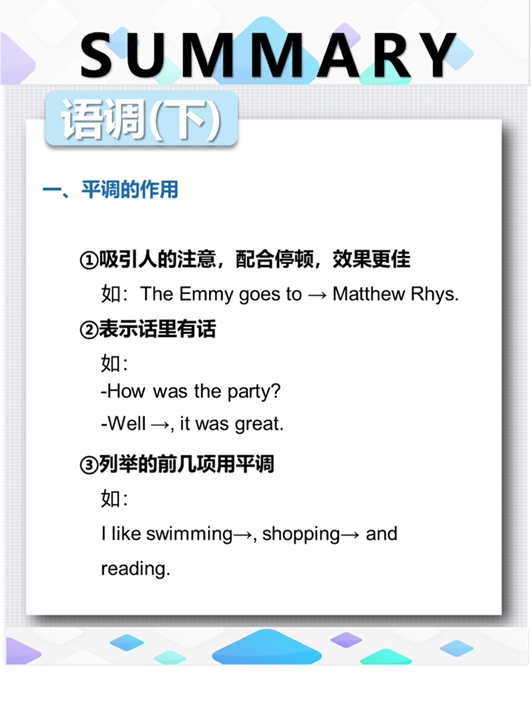 SUMMARY
语调(下)
一、平调的作用
①吸引人的注意，配合停顿，效果更佳
如：The Emmy goes to → Matthew Rhys.
②表示话里有话
如：
-How was the party?
-Well →, it was great.
③列举的前几项用平调
如：
I like swimming→, shopping→ and
reading.